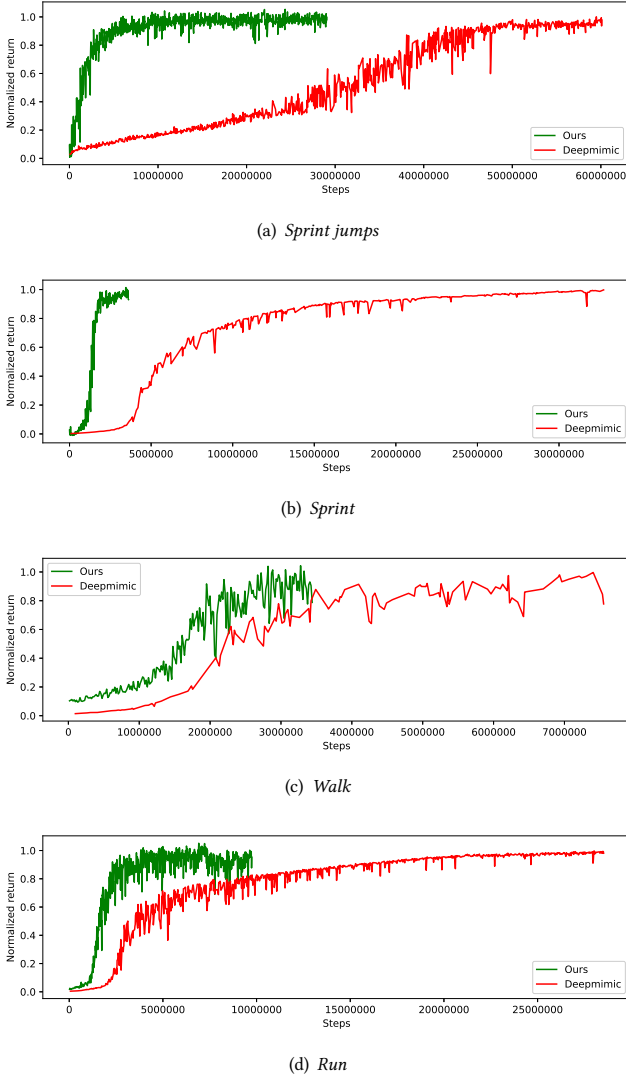 1.0
0.8
0.6
0.4
0.2
0.0
Normalized return
Ours
Deepmimic
0 10000000 20000000 30000000 40000000 50000000 60000000
Steps
(a) Sprint jumps
1.0
0.8
0.6
0.4
0.2
0.0
Normalized return
Ours
Deepmimic
0 5000000 10000000 15000000 20000000 25000000 30000000
Steps
(b) Sprint
Ours
Deepmimic
1.0
0.8
0.6
0.4
0.2
0.0
Normalized return
0 1000000 2000000 3000000 4000000 5000000 6000000 7000000
Steps
(c) Walk
1.0
0.8
0.6
0.4
0.2
0.0
Normalized return
Ours
Deepmimic
0 5000000 10000000 15000000 20000000 25000000
Steps
(d) Run